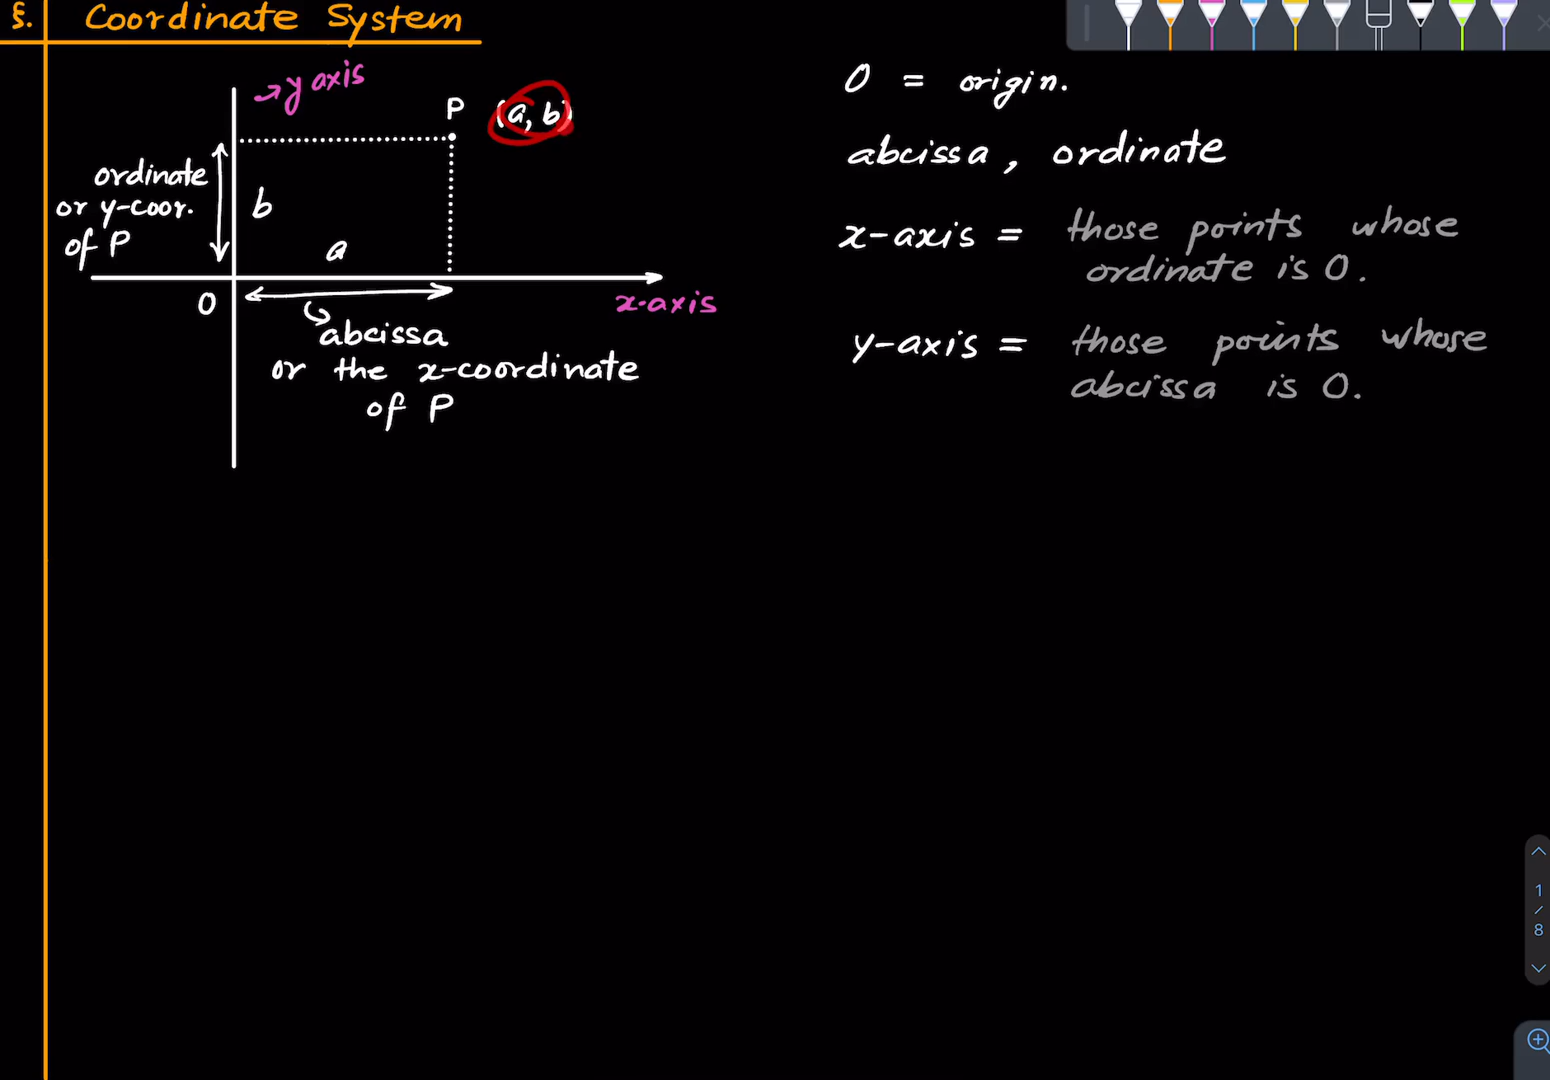 §. Coordinate System
→ y axis
P (a, b)
ordinate
or y-coor.
of P
b
a
O
x-axis
abcissa
or the x-coordinate
of P
O = origin.
abcissa, ordinate
x-axis = those points whose
ordinate is 0.
y-axis = those points whose
abcissa is 0.
1
/
8